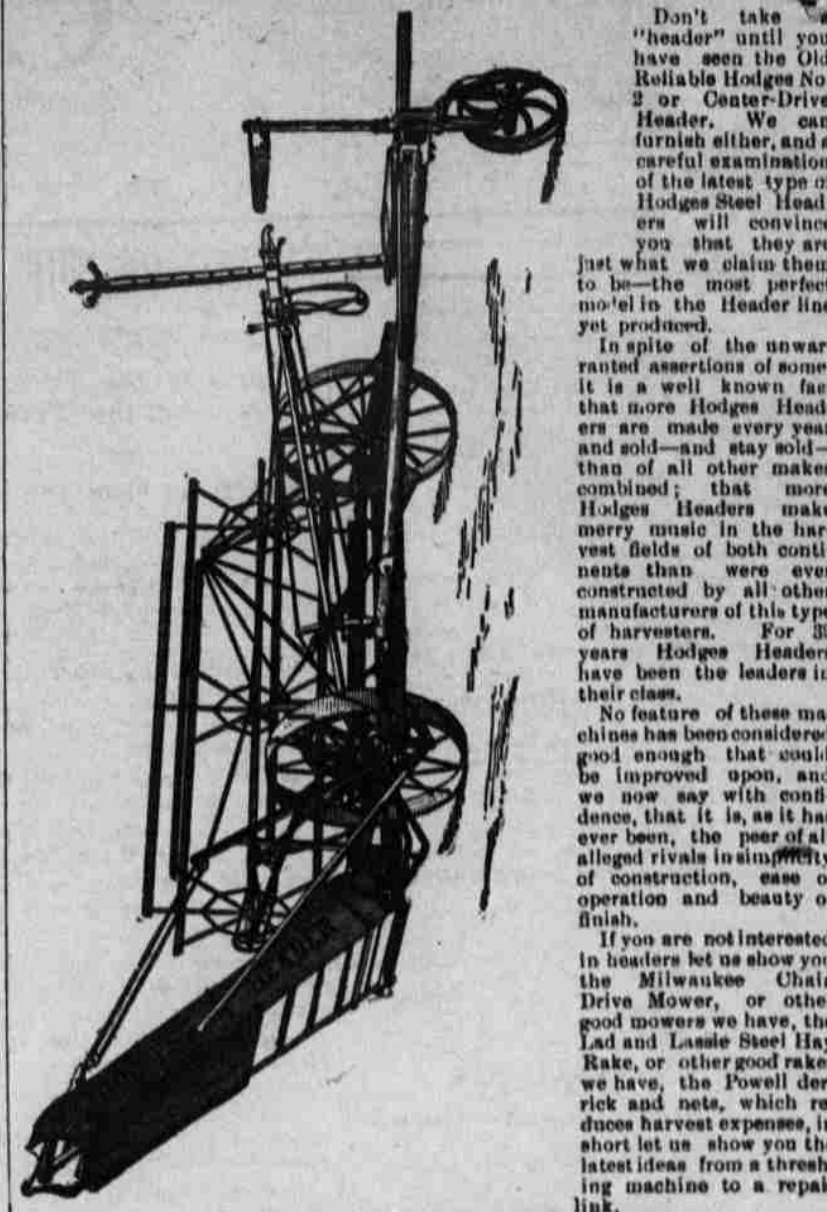 Don't take a
"header" until you
have seen the Old
Reliable Hodges No
2 or Center-Drive
Header. We can
furnish either, and a
careful examination
of the latest type o
Hodges Steel Head
ers will convince
you that they are
just what we claim them
to be—the most perfect
mo'el in the Header line
yet produced.
In spite of the unwar
ranted assertions of some
it is a well known fac
that more Hodges Head
ers are made every year
and sold—and stay sold—
than of all other makes
combined; that more
Hodges Headers make
merry music in the har
vest fields of both conti
nents than were ever
constructed by all other
manufacturers of this type
of harvesters. For
years Hodges Headers
have been the leaders in
their class.
No feature of these ma
chines has been considered
good enough that could
be improved upon, and
we now say with confi
dence, that it is, as it has
ever been, the peer of al
alleged rivals in simplicity
of construction, ease o
operation and beauty o
finish.
If you are not interested
in headers let us show you
the Milwaukee Chain
Drive Mower, or othe
good mowers we have, the
Lad and Lassie Steel Hay
Rake, or other good rake
we have, the Powell der
rick and nets, which re
duces harvest expenses, in
short let us show you the
latest ideas from a thresh
ing machine to a repair
link.
HEADER